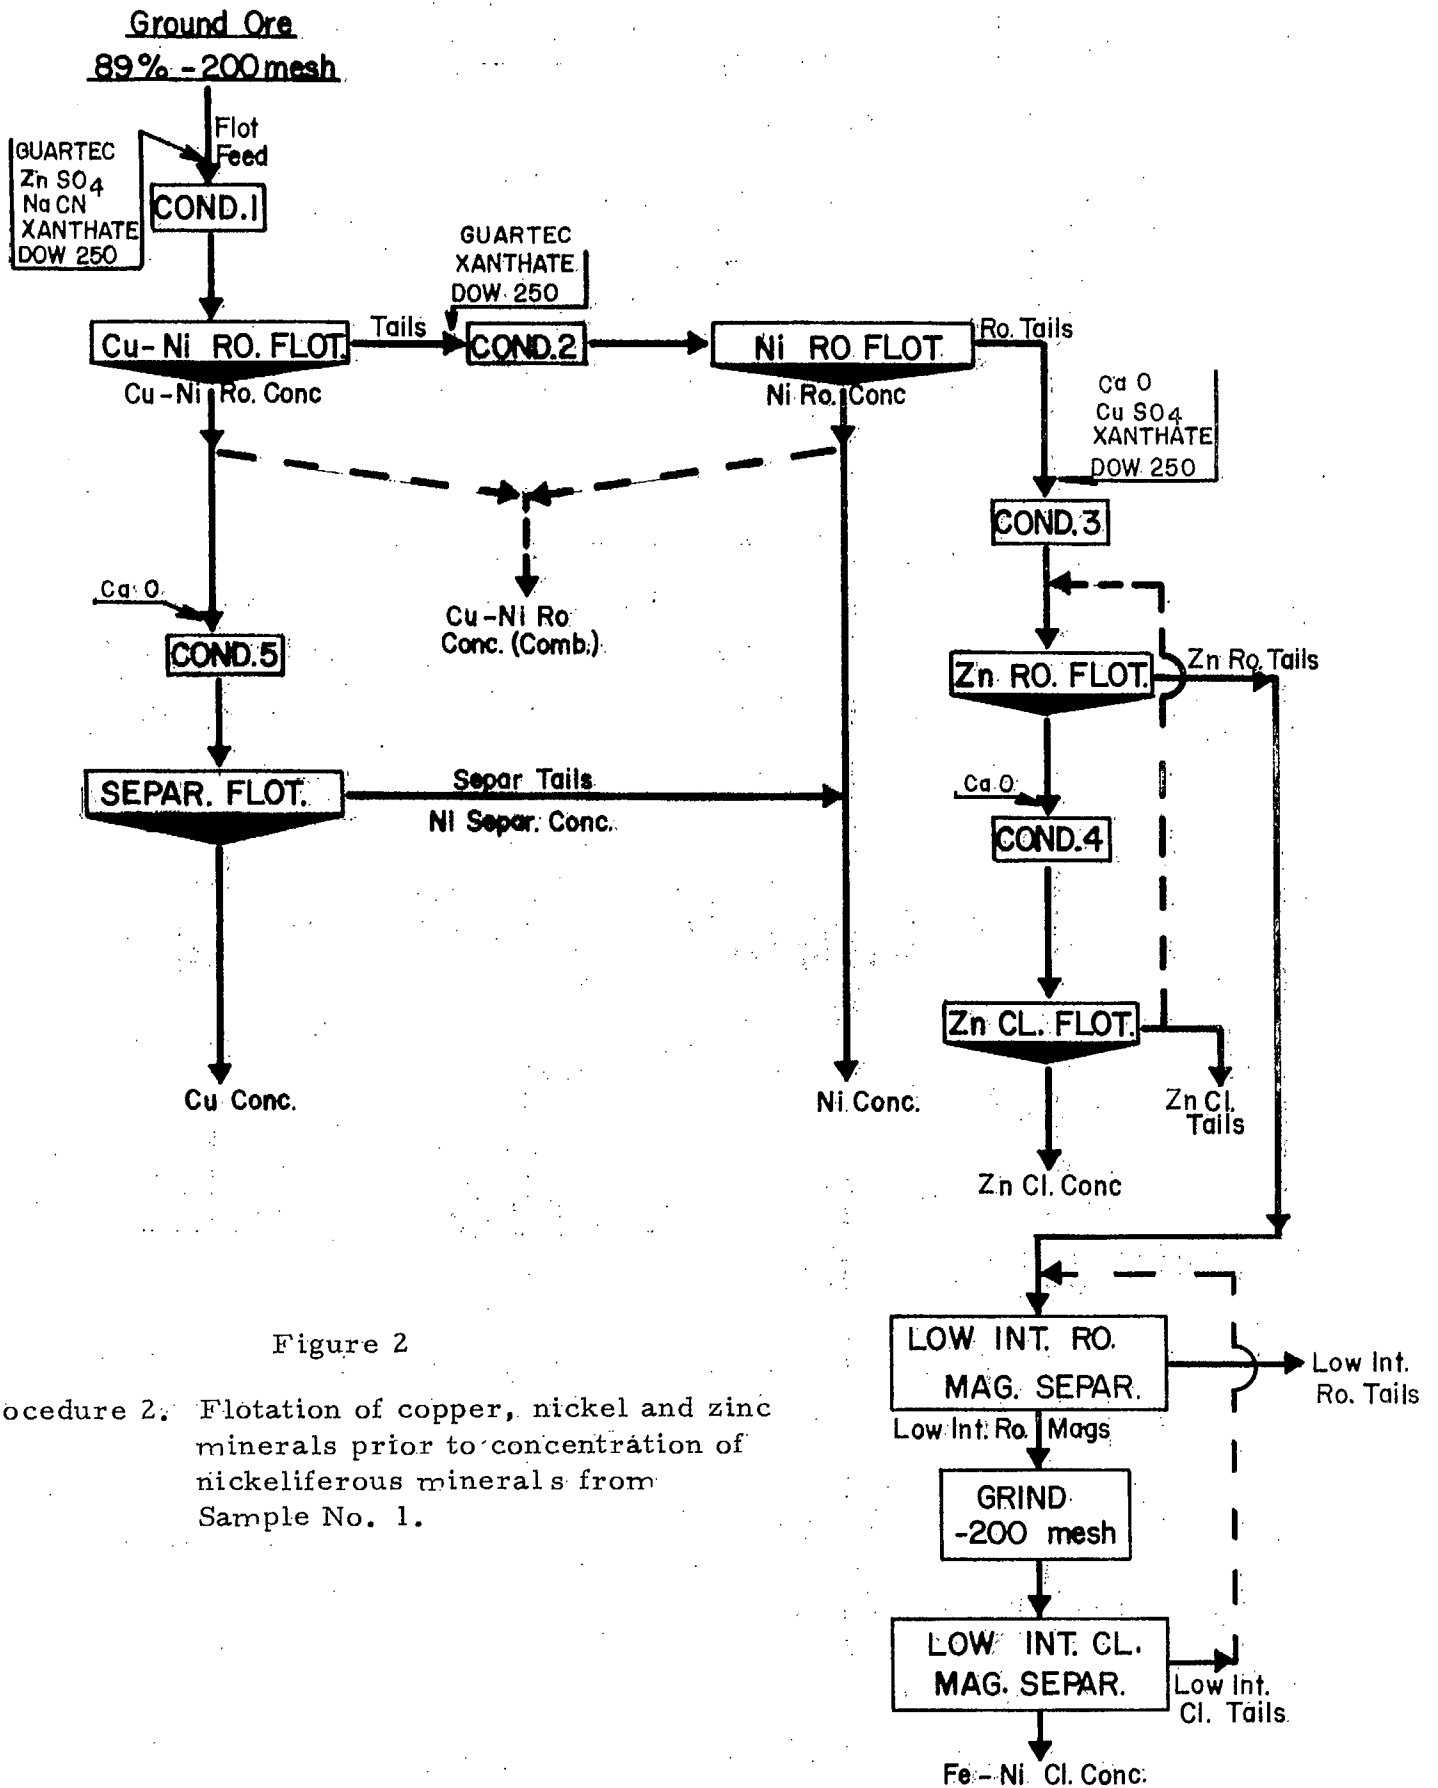 Ground Ore
89% -200 mesh
Flot
Feed
GUARTEC
Zn SO4
Na CN
XANTHATE
DOW 250
COND.1
GUARTEC
XANTHATE
DOW 250
Cu-Ni RO. FLOT.
Tails
COND.2
Ni RO FLOT
Ro. Tails
Cu-Ni Ro. Conc
Ni Ro. Conc
Ca O
Cu SO4
XANTHATE
DOW 250
COND.3
Ca O
Cu-Ni Ro
Conc. (Comb.)
COND.5
Zn RO. FLOT.
Zn Ro. Tails
SEPAR. FLOT.
Separ Tails
Ni Separ. Conc.
Ca O
COND.4
Zn CL. FLOT.
Cu Conc.
Ni Conc.
Zn Cl.
Tails
Zn Cl. Conc
LOW INT. RO.
MAG. SEPAR.
Low Int.
Ro. Tails
Low Int. Ro. Mags
GRIND
-200 mesh
LOW INT. CL.
MAG. SEPAR.
Low Int.
Cl. Tails
Fe-Ni Cl. Conc.
Figure 2
ocedure 2. Flotation of copper, nickel and zinc
minerals prior to concentration of
nickeliferous minerals from
Sample No. 1.